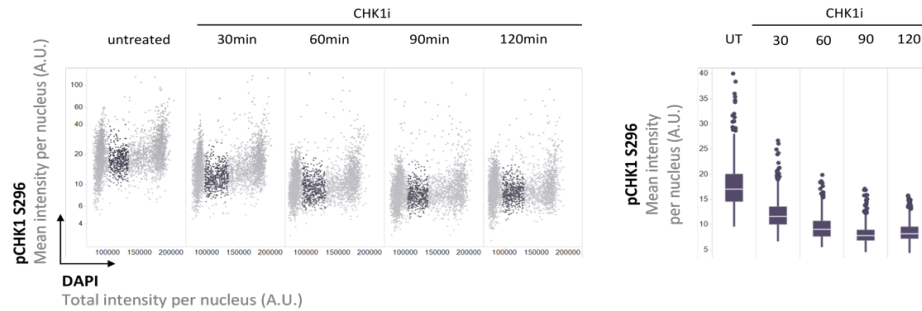 CHK1i
untreated 30min 60min 90min 120min
pCHK1 S296
Mean intensity per nucleus (A.U.)
100
60
40
20
10
6
4
100000 150000 200000 100000 150000 200000 100000 150000 200000 100000 150000 200000 100000 150000 200000
DAPI
Total intensity per nucleus (A.U.)
CHK1i
UT 30 60 90 120
pCHK1 S296
Mean intensity
per nucleus (A.U.)
40
35
30
25
20
15
10
5